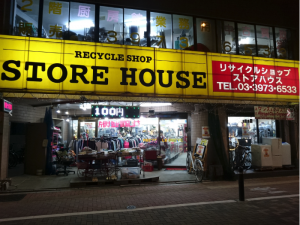 RECYCLE SHOP
STORE HOUSE
リサイクルショップ
ストアハウス
TEL.03-3973-6533
100円